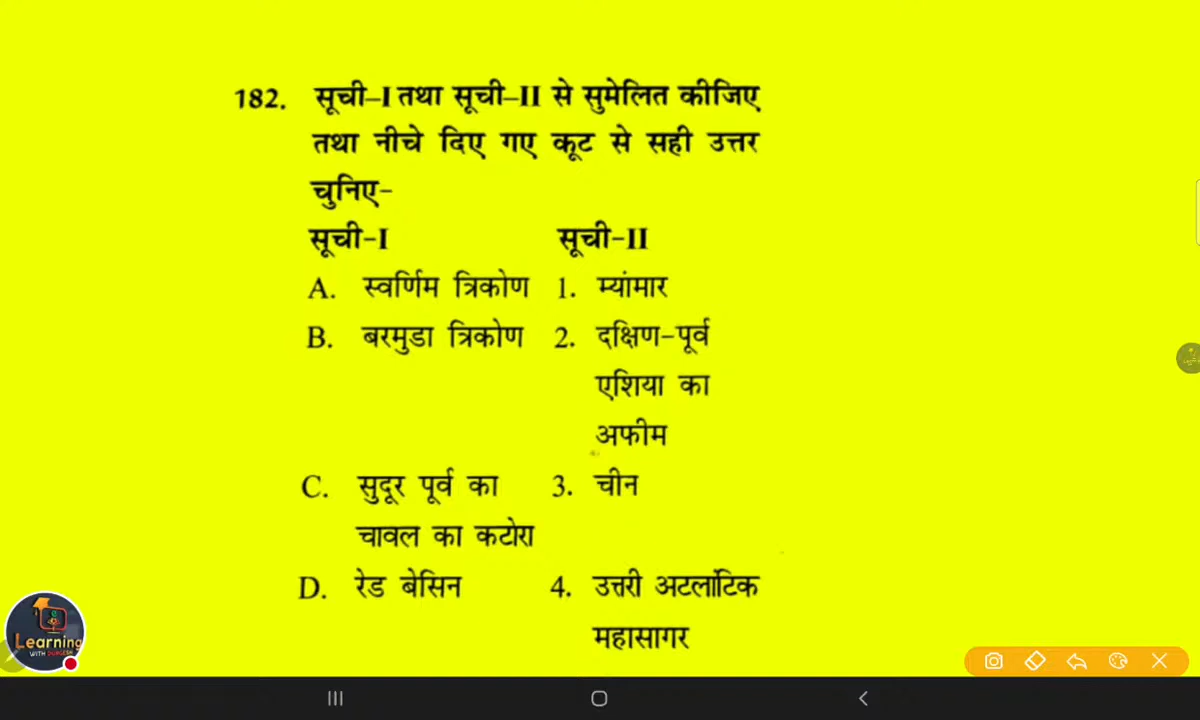 182. सूची–I तथा सूची–II से सुमेलित कीजिए
तथा नीचे दिए गए कूट से सही उत्तर
चुनिए-
सूची-I सूची-II
A. स्वर्णिम त्रिकोण 1. म्यांमार
B. बरमुडा त्रिकोण 2. दक्षिण-पूर्व
एशिया का
अफीम
C. सुदूर पूर्व का 3. चीन
चावल का कटोरा
D. रेड बेसिन 4. उत्तरी अटलांटिक
महासागर
Learning